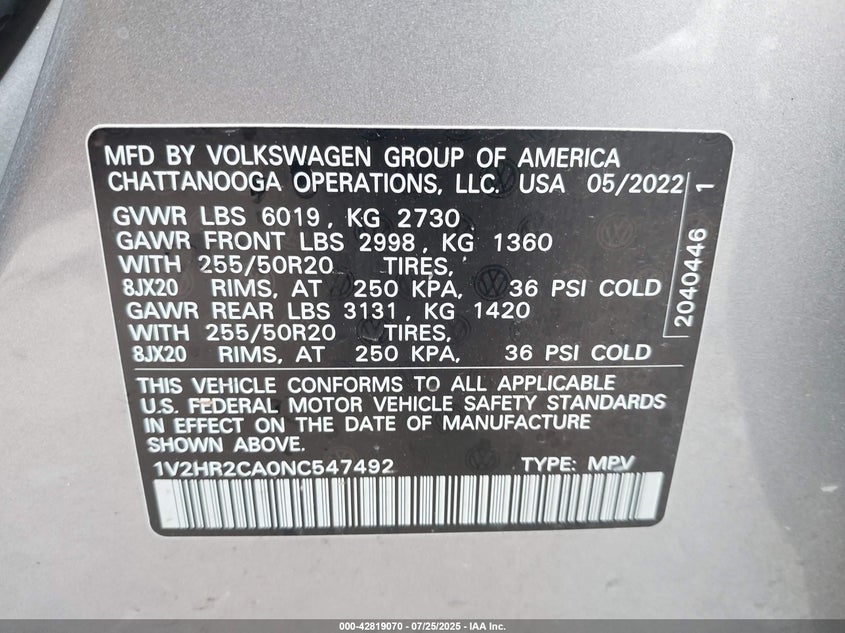 MFD BY VOLKSWAGEN GROUP OF AMERICA
CHATTANOOGA OPERATIONS, LLC. USA 05/2022
GVWR LBS 6019, KG 2730
GAWR FRONT LBS 2998, KG 1360
WITH 255/50R20 TIRES,
8JX20 RIMS, AT 250 KPA, 36 PSI COLD
GAWR REAR LBS 3131, KG 1420
WITH 255/50R20 TIRES,
8JX20 RIMS, AT 250 KPA, 36 PSI COLD
2040446 1
THIS VEHICLE CONFORMS TO ALL APPLICABLE
U.S. FEDERAL MOTOR VEHICLE SAFETY STANDARDS
IN EFFECT ON THE DATE OF MANUFACTURE
SHOWN ABOVE.
1V2HR2CA0NC547492 TYPE: MPV
000-42819070 - 07/25/2025 - IAA Inc.